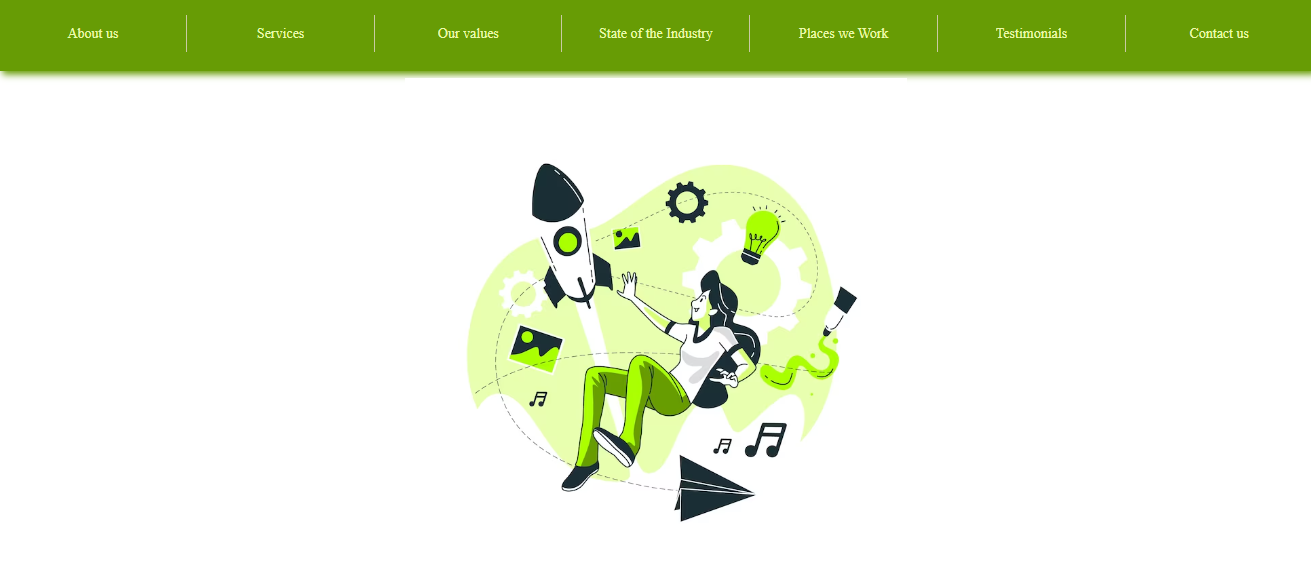 About us
Services
Our values
State of the Industry
Places we Work
Testimonials
Contact us